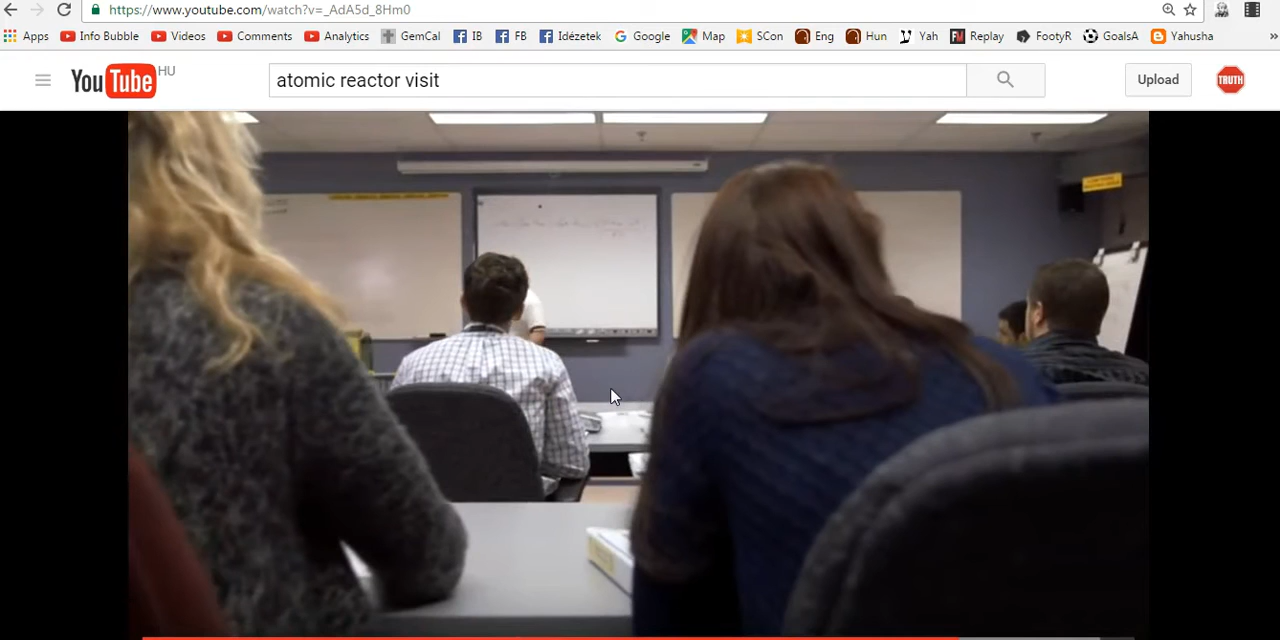 https://www.youtube.com/watch?v=_AdA5d_8Hm0
Apps Info Bubble Videos Comments Analytics GemCal IB FB Idézetek Google Map SCon Eng Hun Yah Replay FootyR GoalsA Yahusha »
YouTube HU atomic reactor visit Upload TRUTH